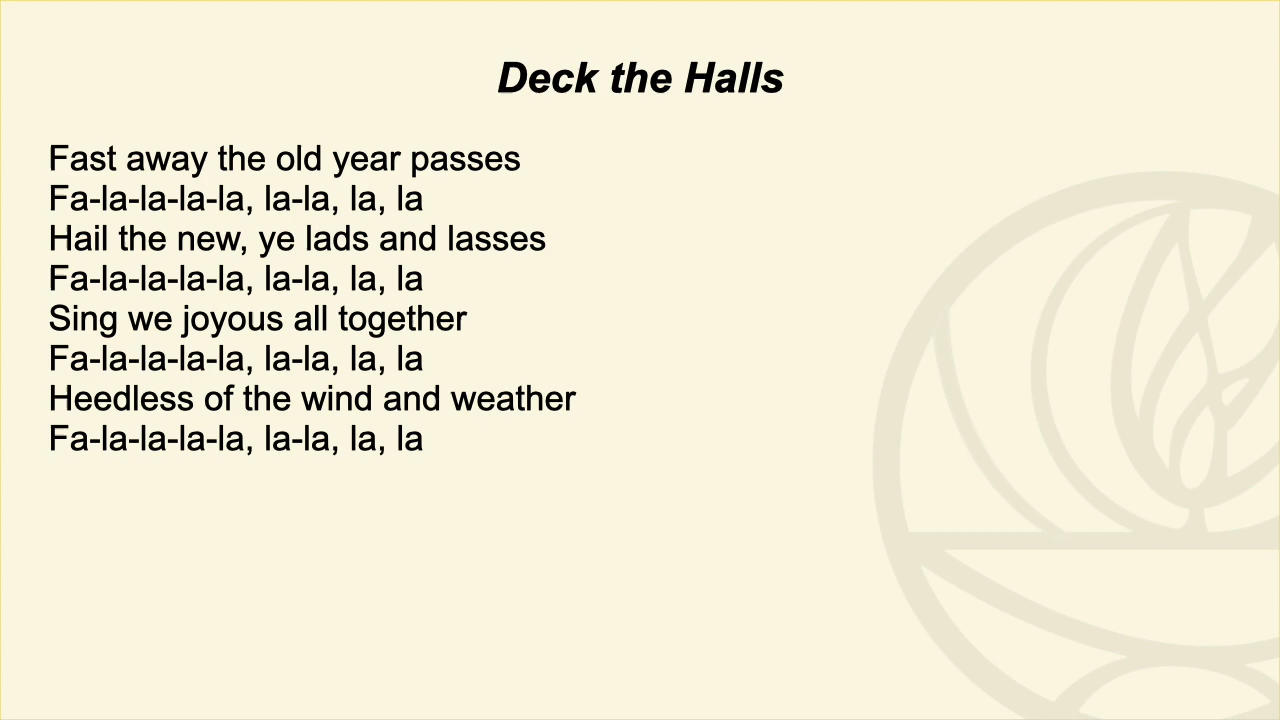 Deck the Halls
Fast away the old year passes
Fa-la-la-la-la, la-la, la, la
Hail the new, ye lads and lasses
Fa-la-la-la-la, la-la, la, la
Sing we joyous all together
Fa-la-la-la-la, la-la, la, la
Heedless of the wind and weather
Fa-la-la-la-la, la-la, la, la